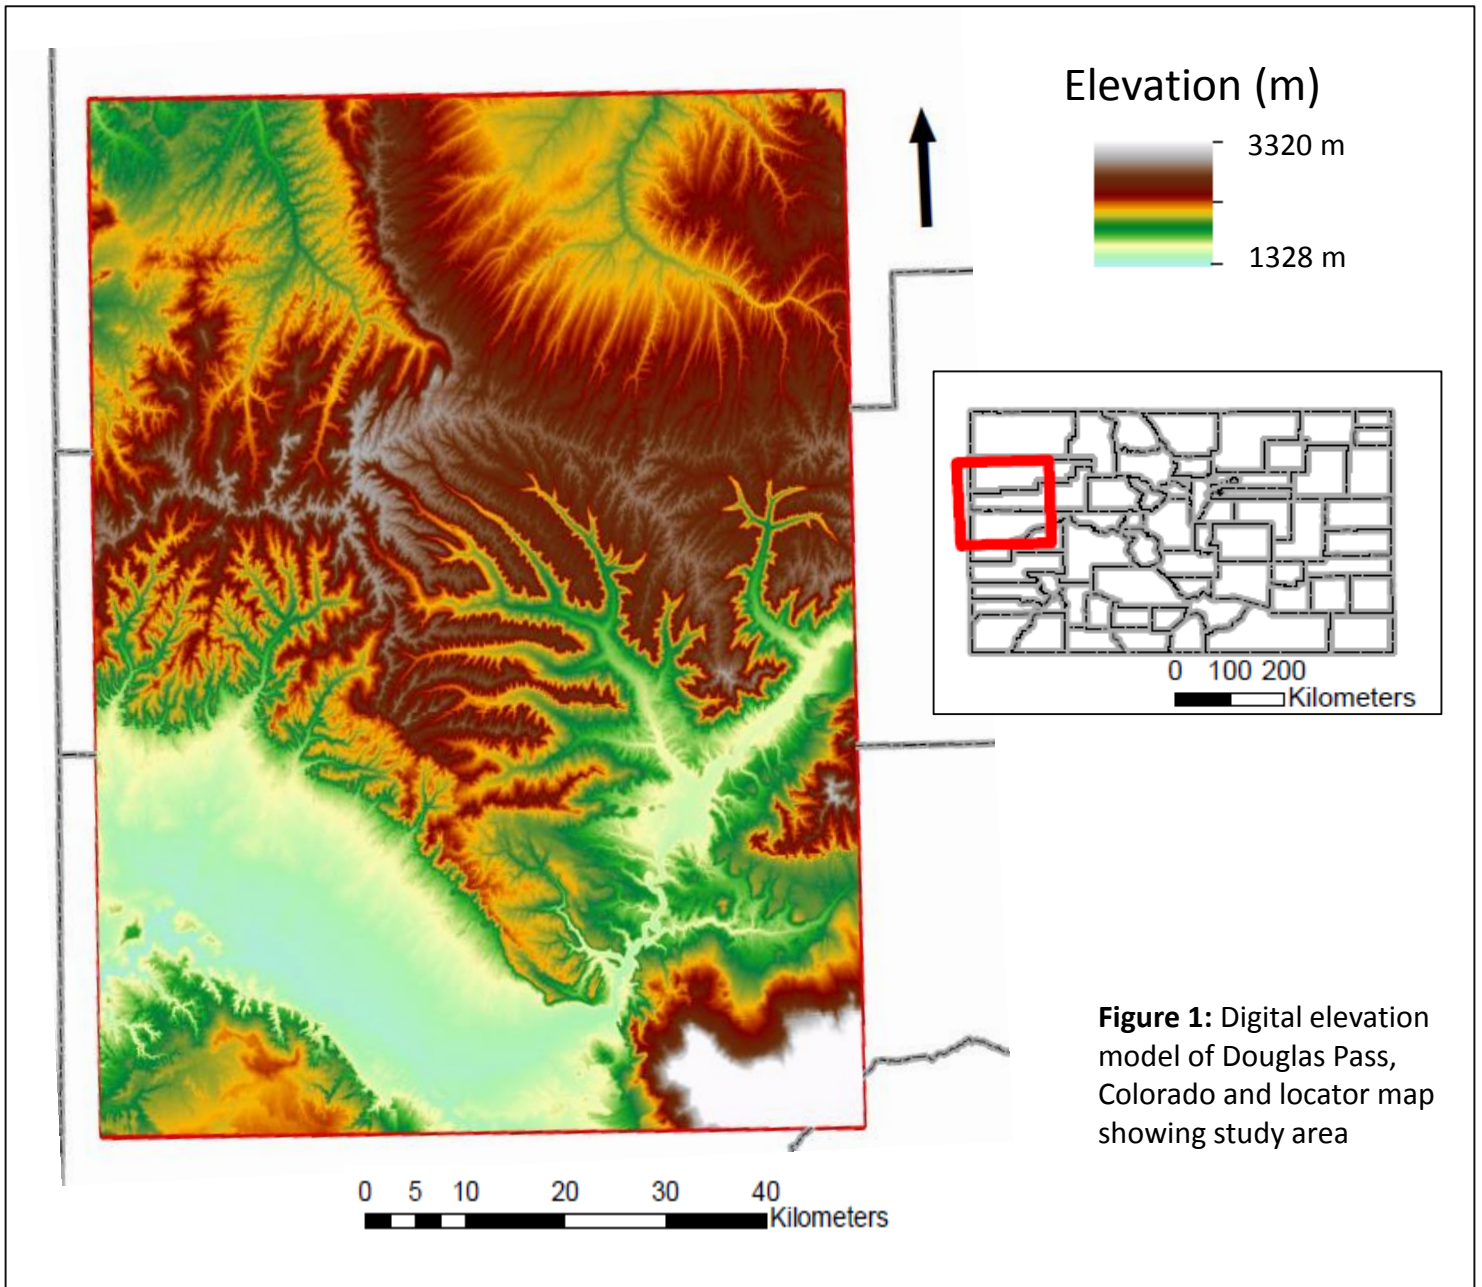 Elevation (m)
3320 m
1328 m
0 100 200
Kilometers
Figure 1: Digital elevation
model of Douglas Pass,
Colorado and locator map
showing study area
0 5 10 20 30 40
Kilometers